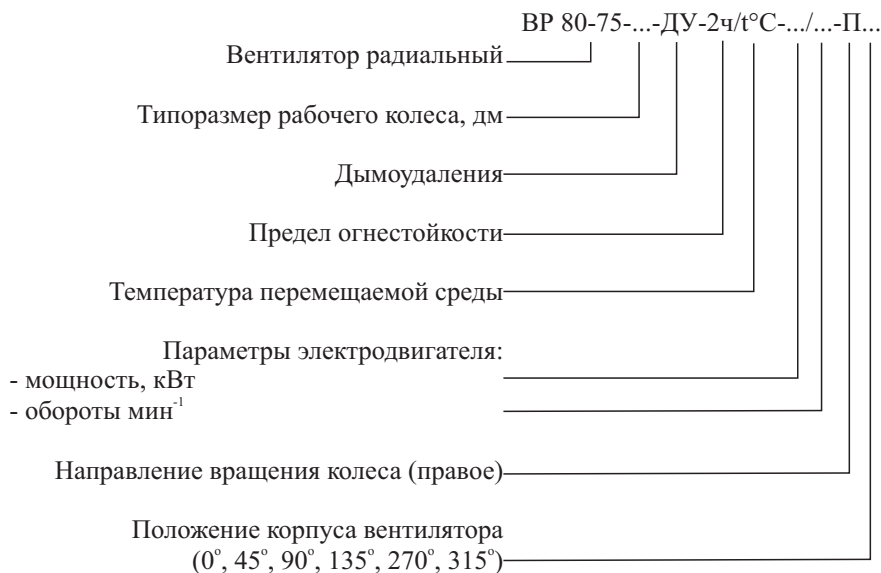 ВР 80-75-...-ДУ-2ч/t°С-.../...-П...
Вентилятор радиальный
Типоразмер рабочего колеса, дм
Дымоудаления
Предел огнестойкости
Температура перемещаемой среды
Параметры электродвигателя:
- мощность, кВт
- обороты мин⁻¹
Направление вращения колеса (правое)
Положение корпуса вентилятора
(0°, 45°, 90°, 135°, 270°, 315°)